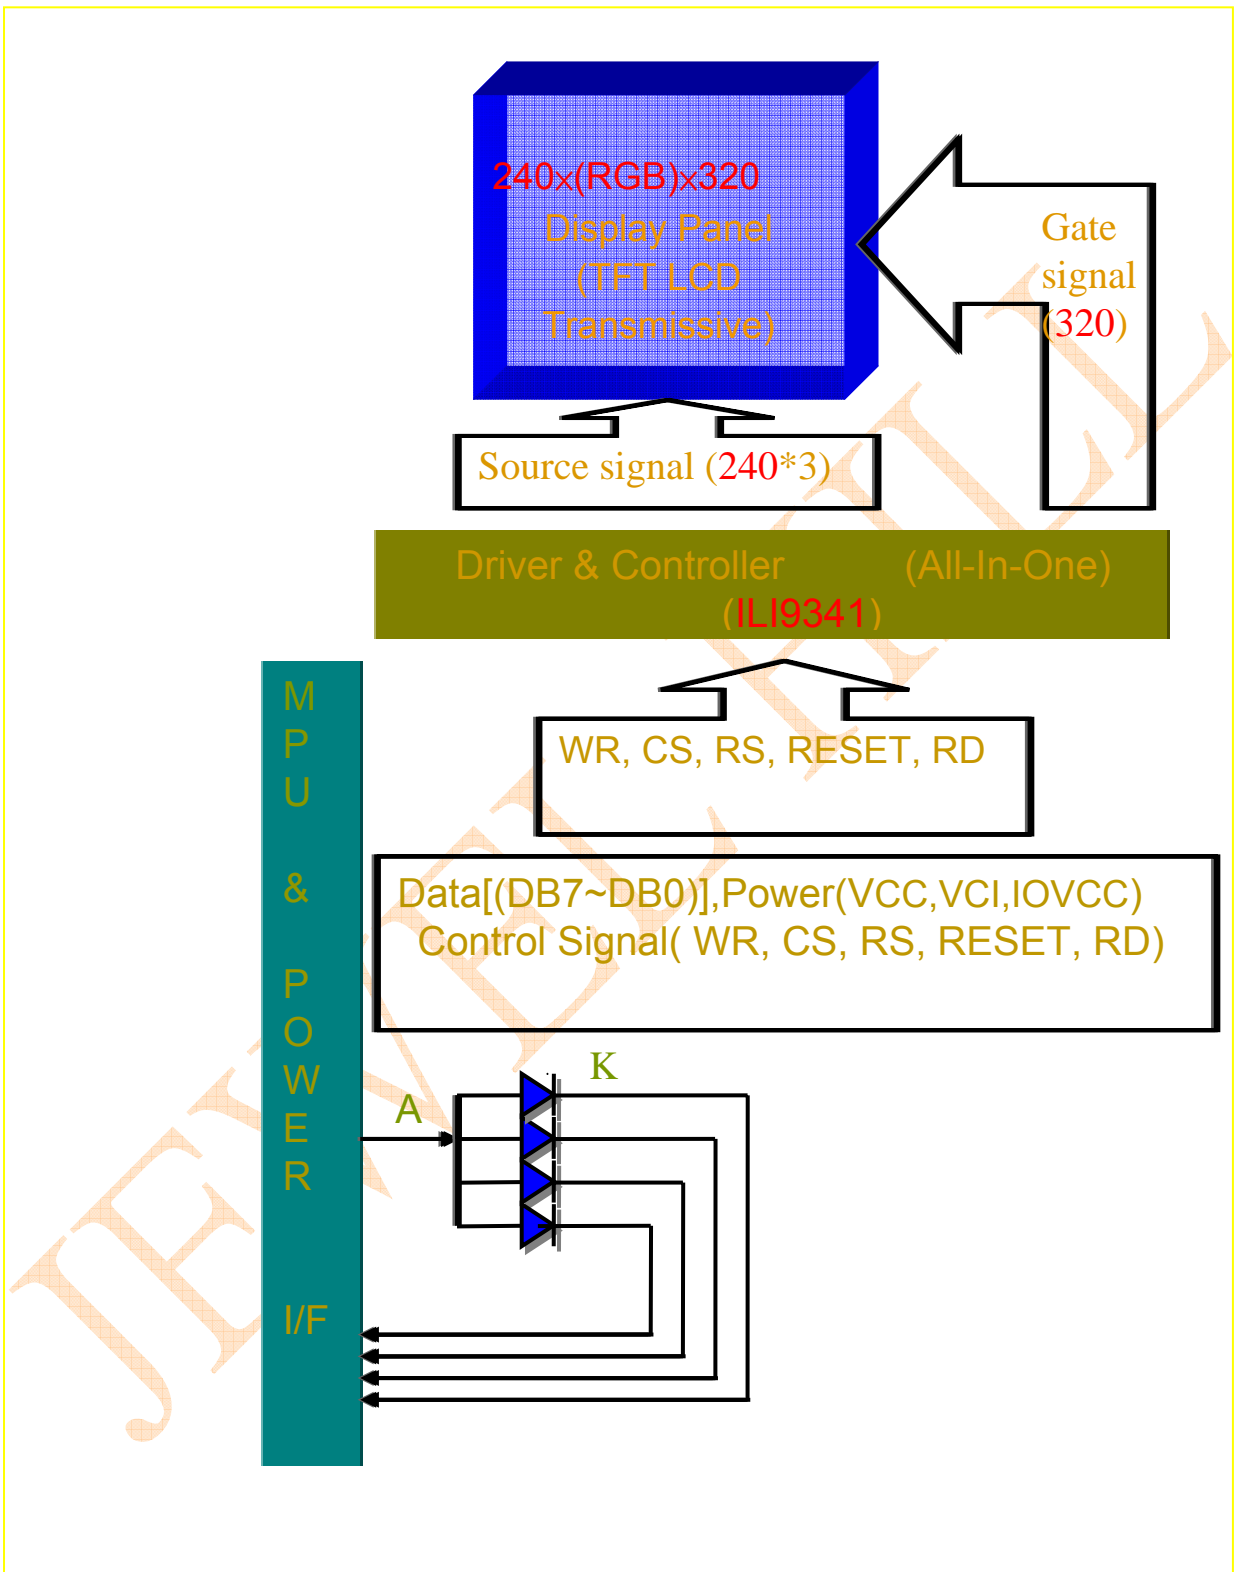 240x(RGB)x320
Display Panel
(TFT LCD
Transmissive)
Gate
signal
(320)
Source signal (240*3)
Driver & Controller (All-In-One)
(ILI9341)
WR, CS, RS, RESET, RD
Data[(DB7~DB0)],Power(VCC,VCI,IOVCC)
Control Signal( WR, CS, RS, RESET, RD)
M
P
U
&
P
O
W
E
R
I/F
A
K
JEWEL HILL